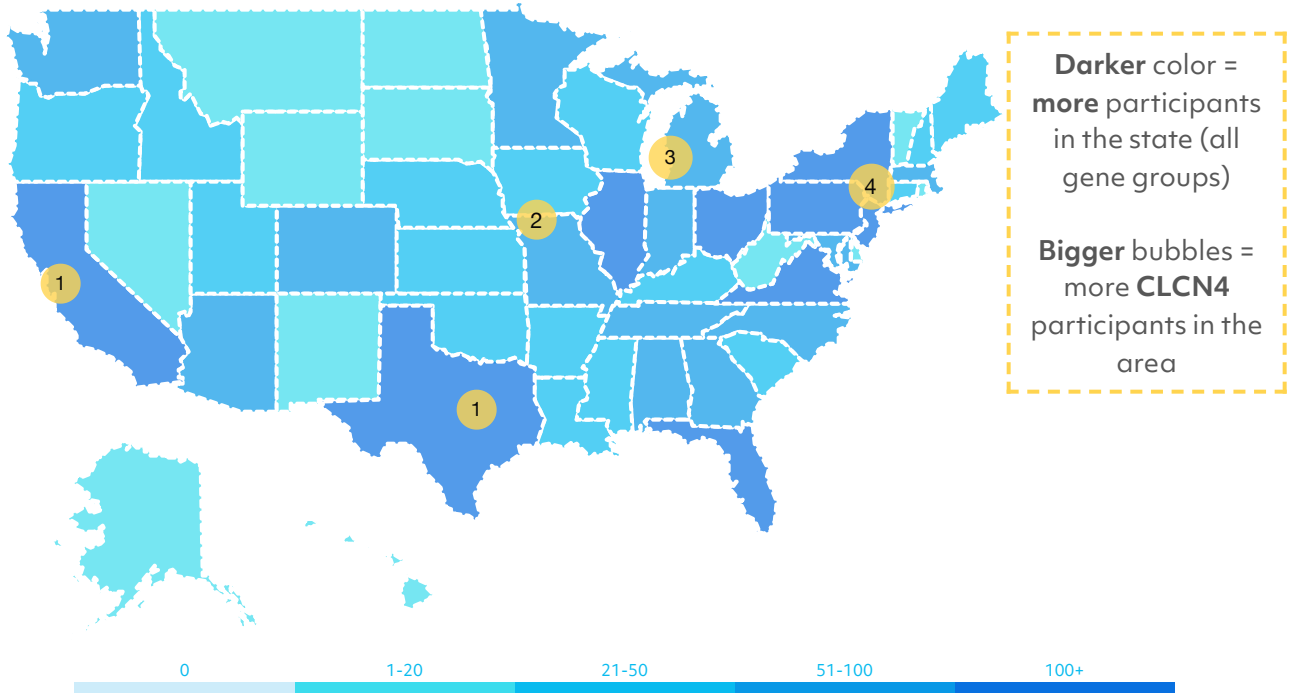 Darker color =
more participants
in the state (all
gene groups)
Bigger bubbles =
more CLCN4
participants in the
area
3
4
2
1
1
0 1-20 21-50 51-100 100+